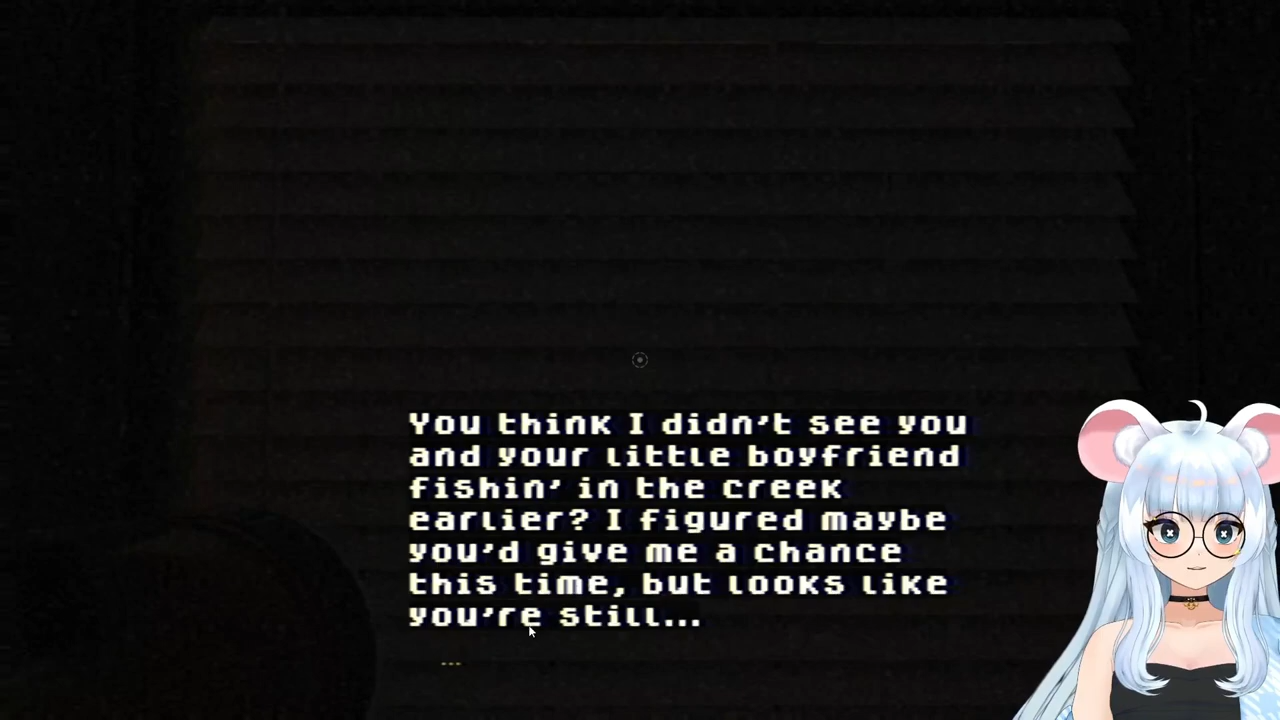 You think I didn't see you
and your little boyfriend
fishin' in the creek
earlier? I figured maybe
you'd give me a chance
this time, but looks like
you're still...
...